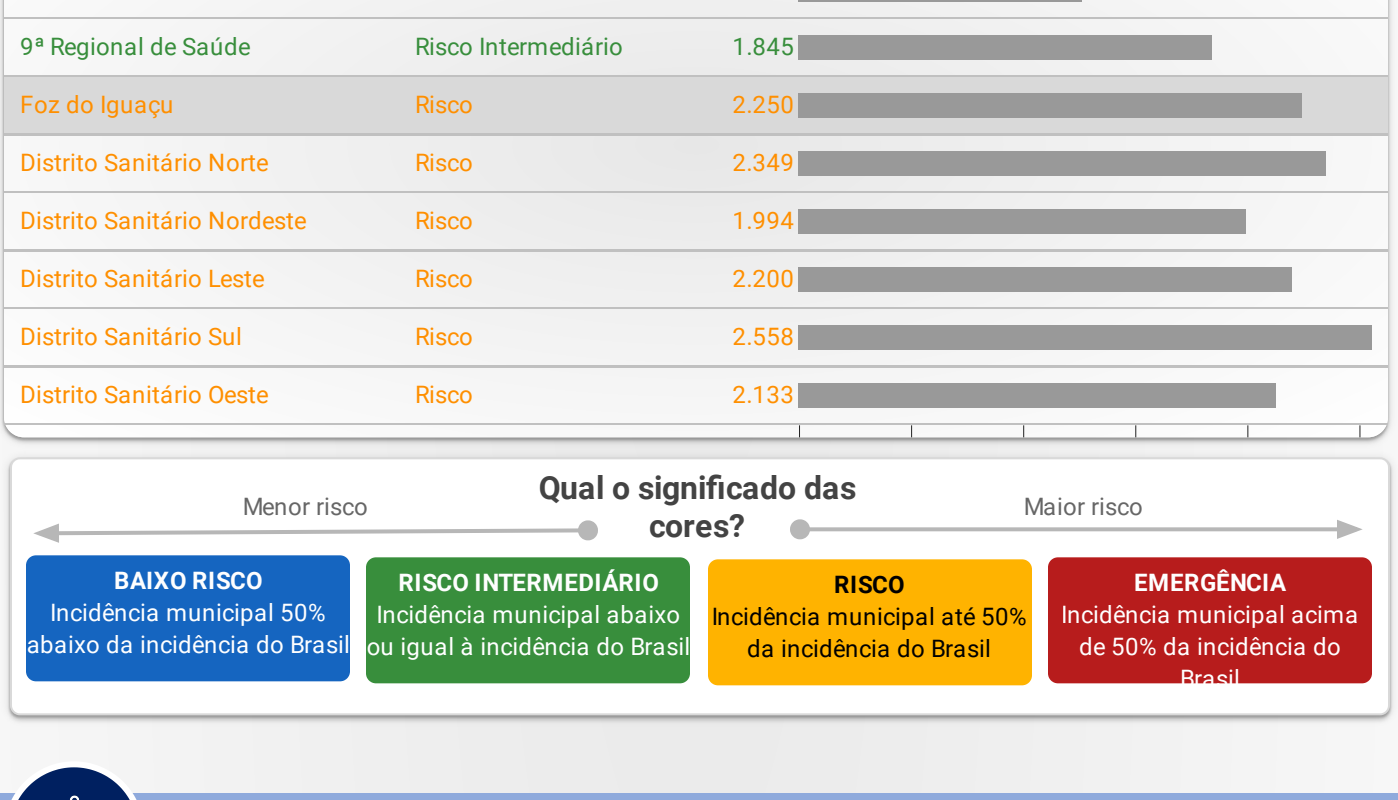 9ª Regional de Saúde Risco Intermediário 1.845
Foz do Iguaçu Risco 2.250
Distrito Sanitário Norte Risco 2.349
Distrito Sanitário Nordeste Risco 1.994
Distrito Sanitário Leste Risco 2.200
Distrito Sanitário Sul Risco 2.558
Distrito Sanitário Oeste Risco 2.133
Qual o significado das
cores?
Menor risco
Maior risco
BAIXO RISCO
Incidência municipal 50%
abaixo da incidência do Brasil
RISCO INTERMEDIÁRIO
Incidência municipal abaixo
ou igual à incidência do Brasil
RISCO
Incidência municipal até 50%
da incidência do Brasil
EMERGÊNCIA
Incidência municipal acima
de 50% da incidência do
Brasil